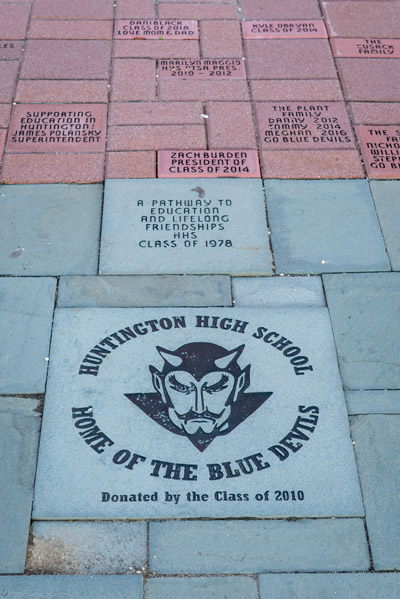 DANI BLACK
CLASS OF 2018
LOVE MOM & DAD
KYLE OBRYAN
CLASS OF 2014
THE CUSACK
FAMILY
MARILYN MAGGIO
PRES.
2010 - 2012
SUPPORTING
EDUCATION IN
HUNTINGTON
JAMES POLANSKY
SUPERINTENDENT
THE PLANT
FAMILY
DANNY 2012
TOMMY 2014
MEGHAN 2016
GO BLUE DEVILS
THE
FAMILY
ZACH BURDEN
PRESIDENT OF
CLASS OF 2014
A PATHWAY TO
EDUCATION
AND LIFELONG
FRIENDSHIPS
HHS
CLASS OF 1978
HUNTINGTON HIGH SCHOOL
HOME OF THE BLUE DEVILS
Donated by the Class of 2010